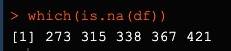 > which(is.na(df))
[1] 273 315 338 367 421